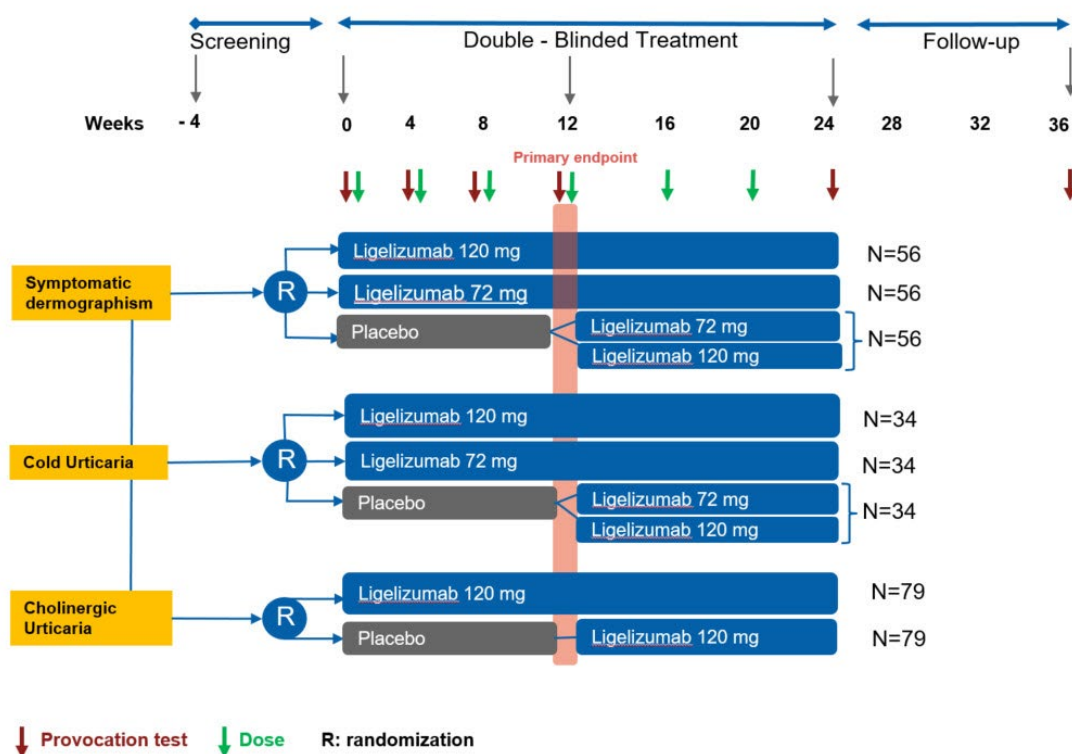 Screening
Double - Blinded Treatment
Follow-up
Weeks - 4 0 4 8 12 16 20 24 28 32 36
Primary endpoint
Symptomatic
dermographism
R
Ligelizumab 120 mg
N=56
Ligelizumab 72 mg
N=56
Placebo
Ligelizumab 72 mg
Ligelizumab 120 mg
N=56
Cold Urticaria
R
Ligelizumab 120 mg
N=34
Ligelizumab 72 mg
N=34
Placebo
Ligelizumab 72 mg
Ligelizumab 120 mg
N=34
Cholinergic
Urticaria
R
Ligelizumab 120 mg
N=79
Placebo
Ligelizumab 120 mg
N=79
Provocation test
Dose
R: randomization